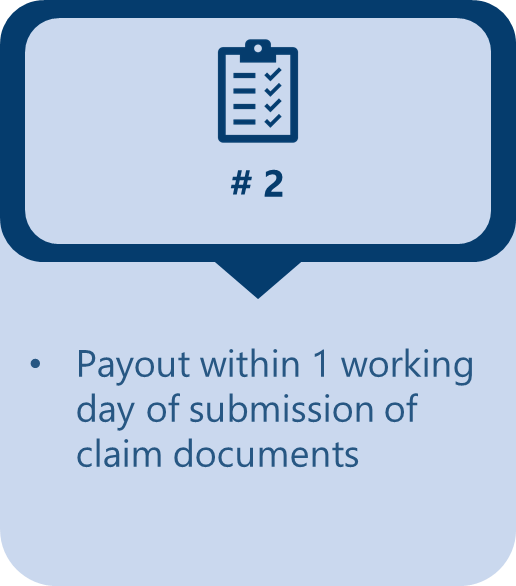 # 2
• Payout within 1 working
day of submission of
claim documents